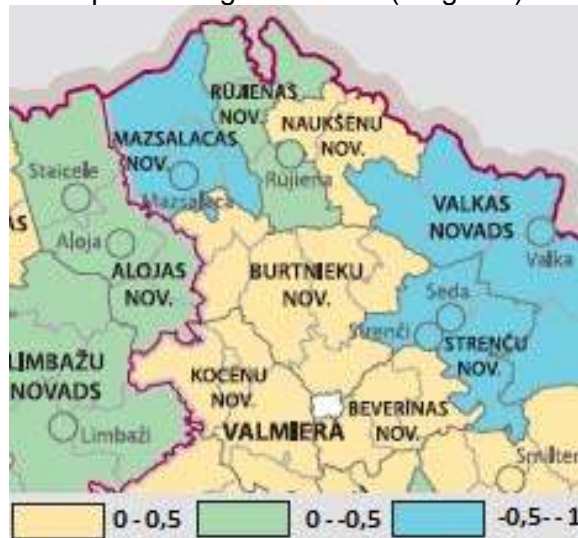 RŪJIENAS
NOV.
NAUKŠĒNU
NOV.
MAZSALACAS
NOV.
Staicele
Rūjiena
Mazsalaca
VALKAS
NOVADS
Aloja
Valka
ALOJAS
NOV.
BURTNIEKU
NOV.
Seda
Strenči
STRENČU
NOV.
LIMBAŽU
NOVADS
KOCĒNU
NOV.
BEVERĪNAS
NOV.
VALMIERA
Limbaži
Smilten
0 - 0,5
0 - -0,5
-0,5 - - 1